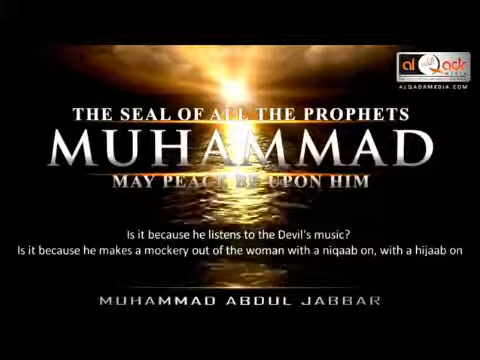 al Qadr
MEDIA
ALQADRMEDIA.COM
THE SEAL OF ALL THE PROPHETS
MUHAMMAD
MAY PEACE BE UPON HIM
Is it because he listens to the Devil's music?
Is it because he makes a mockery out of the woman with a niqaab on, with a hijaab on
MUHAMMAD ABDUL JABBAR